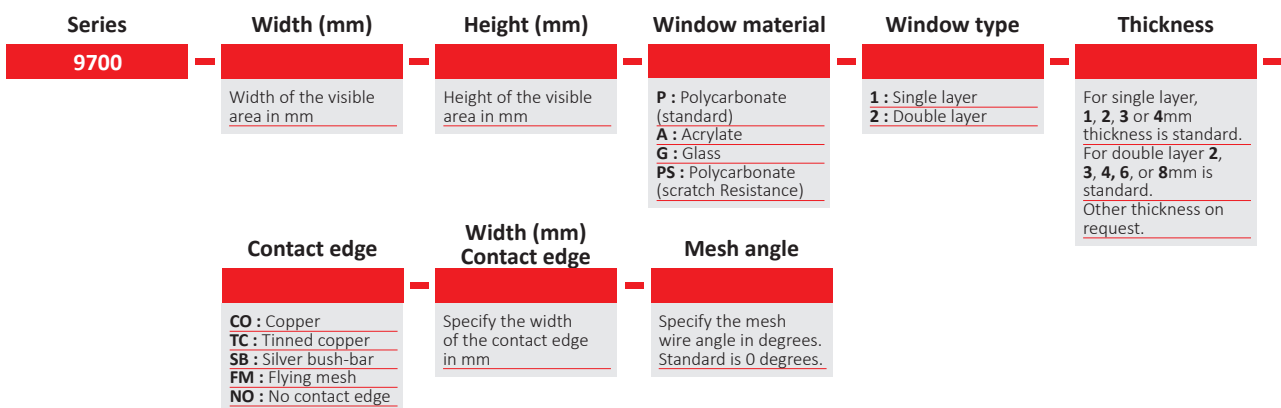 Series
9700
Width (mm)
Width of the visible
area in mm
Height (mm)
Height of the visible
area in mm
Window material
P : Polycarbonate
(standard)
A : Acrylate
G : Glass
PS : Polycarbonate
(scratch Resistance)
Window type
1 : Single layer
2 : Double layer
Thickness
For single layer,
1, 2, 3 or 4mm
thickness is standard.
For double layer 2,
3, 4, 6, or 8mm is
standard.
Other thickness on
request.
Contact edge
CO : Copper
TC : Tinned copper
SB : Silver bush-bar
FM : Flying mesh
NO : No contact edge
Width (mm)
Contact edge
Specify the width
of the contact edge
in mm
Mesh angle
Specify the mesh
wire angle in degrees.
Standard is 0 degrees.